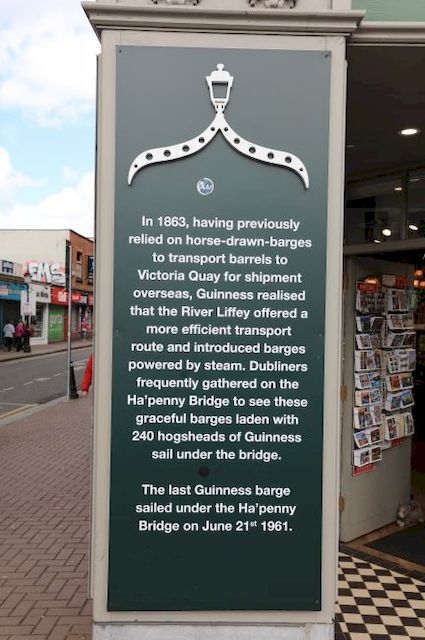 In 1863, having previously
relied on horse-drawn-barges
to transport barrels to
Victoria Quay for shipment
overseas, Guinness realised
that the River Liffey offered a
more efficient transport
route and introduced barges
powered by steam. Dubliners
frequently gathered on the
Ha'penny Bridge to see these
graceful barges laden with
240 hogsheads of Guinness
sail under the bridge.
The last Guinness barge
sailed under the Ha'penny
Bridge on June 21st 1961.